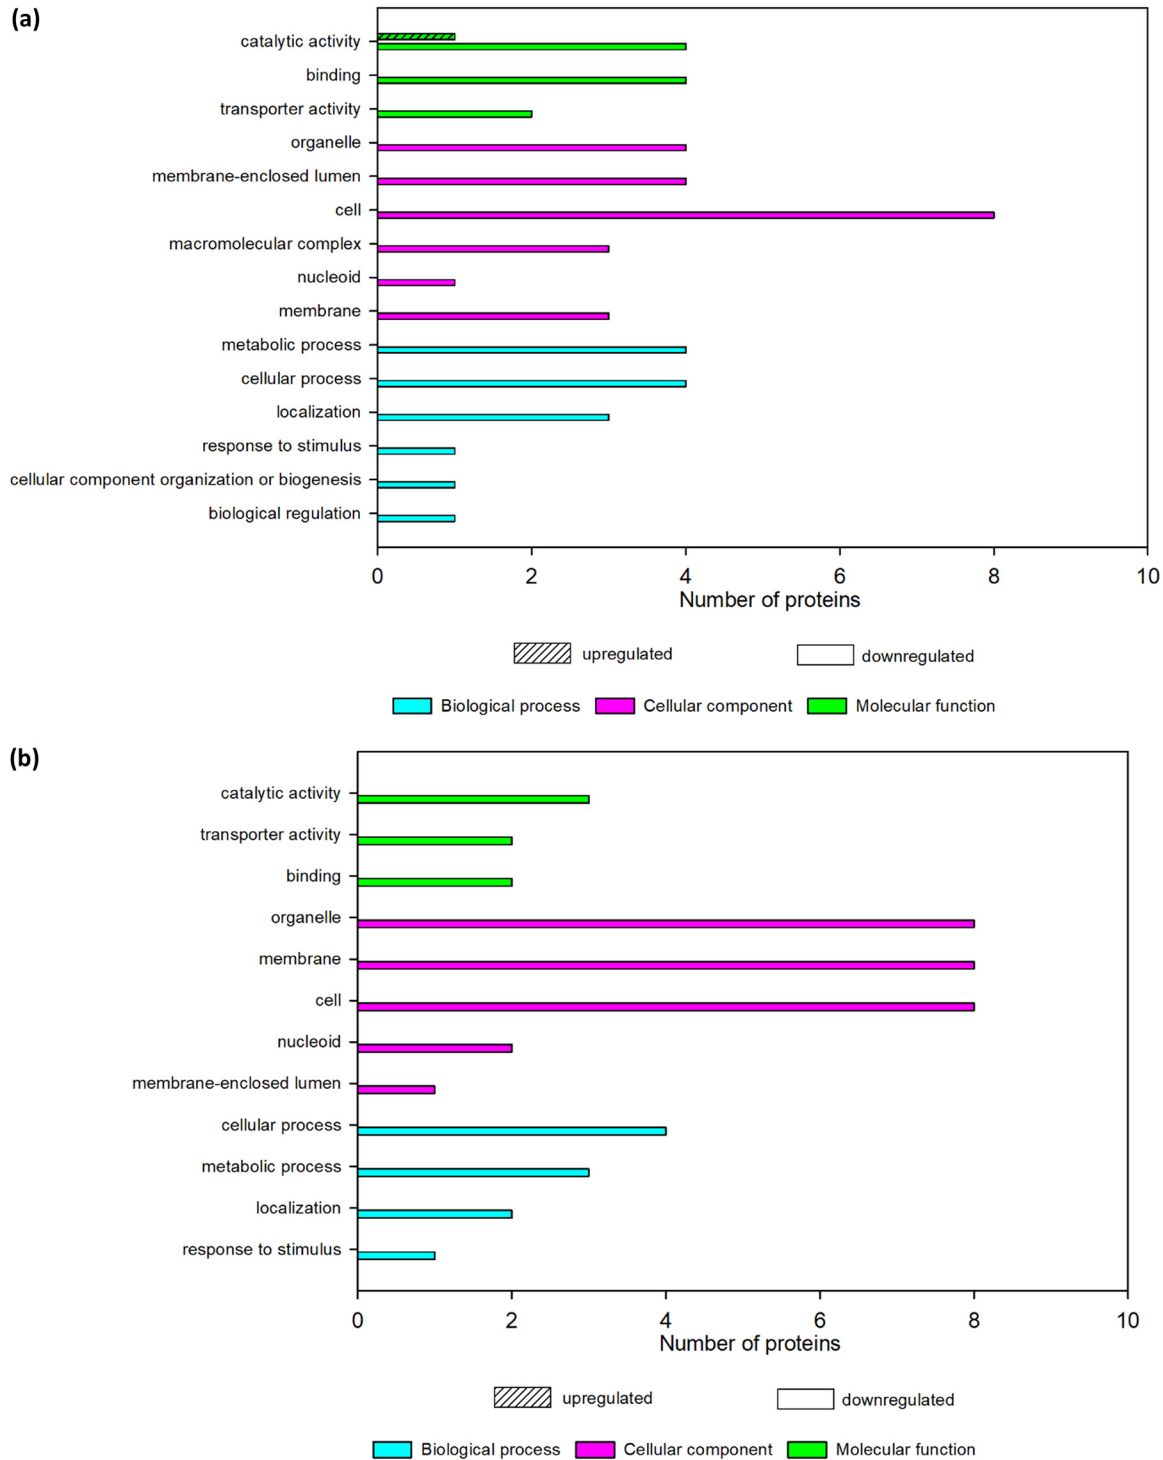 (a)
catalytic activity
binding
transporter activity
organelle
membrane-enclosed lumen
cell
macromolecular complex
nucleoid
membrane
metabolic process
cellular process
localization
response to stimulus
cellular component organization or biogenesis
biological regulation
0 2 4 6 8 10
Number of proteins
upregulated downregulated
Biological process Cellular component Molecular function
(b)
catalytic activity
transporter activity
binding
organelle
membrane
cell
nucleoid
membrane-enclosed lumen
cellular process
metabolic process
localization
response to stimulus
0 2 4 6 8 10
Number of proteins
upregulated downregulated
Biological process Cellular component Molecular function